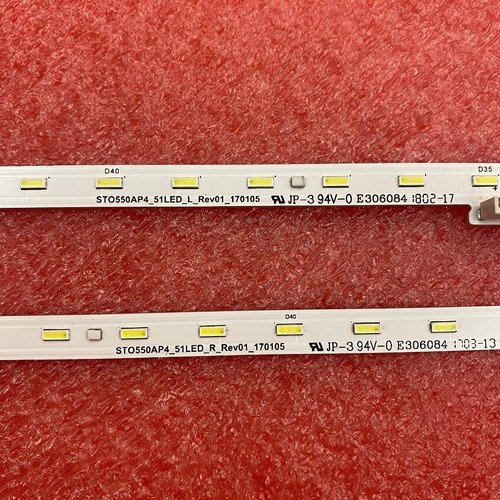 D40 D35
STO550AP4_51LED_L_Rev01_170105 JP-3 94V-0 E306084 1802-17
D40
STO550AP4_51LED_R_Rev01_170105 JP-3 94V-0 E306084 1703-13